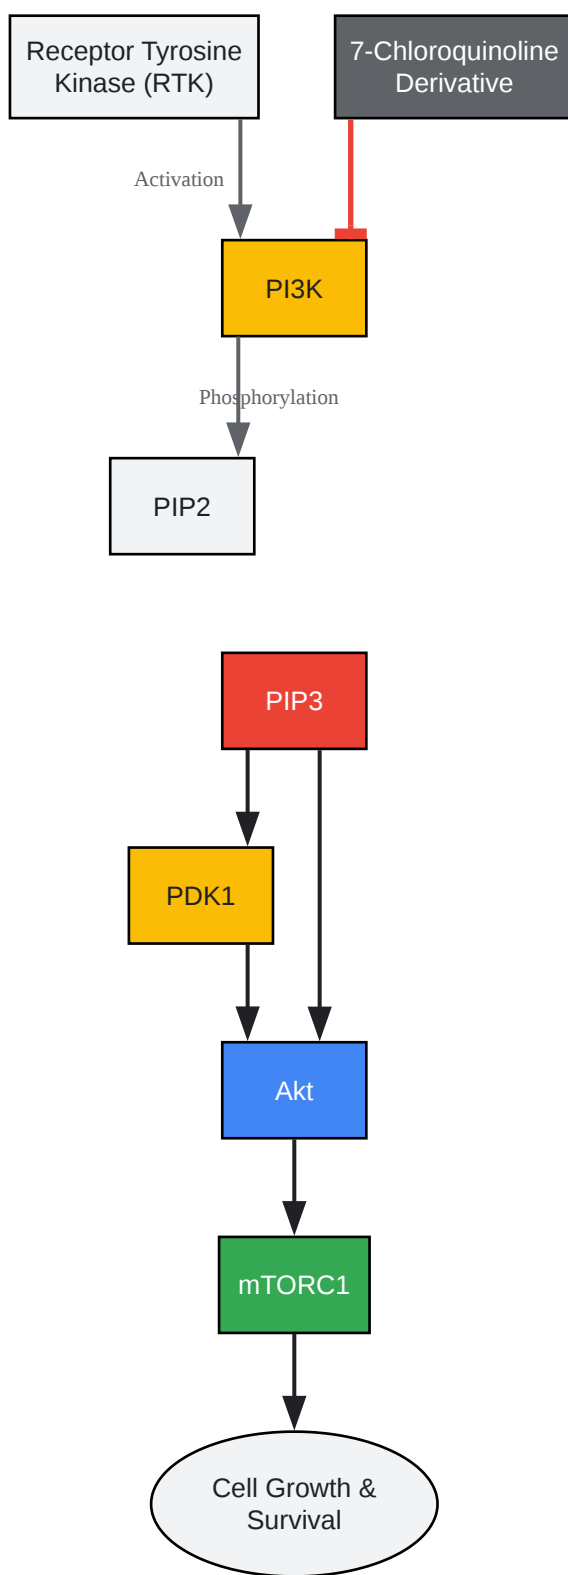 Receptor Tyrosine
Kinase (RTK)
7-Chloroquinoline
Derivative
Activation
PI3K
Phosphorylation
PIP2
PIP3
PDK1
Akt
mTORC1
Cell Growth &
Survival